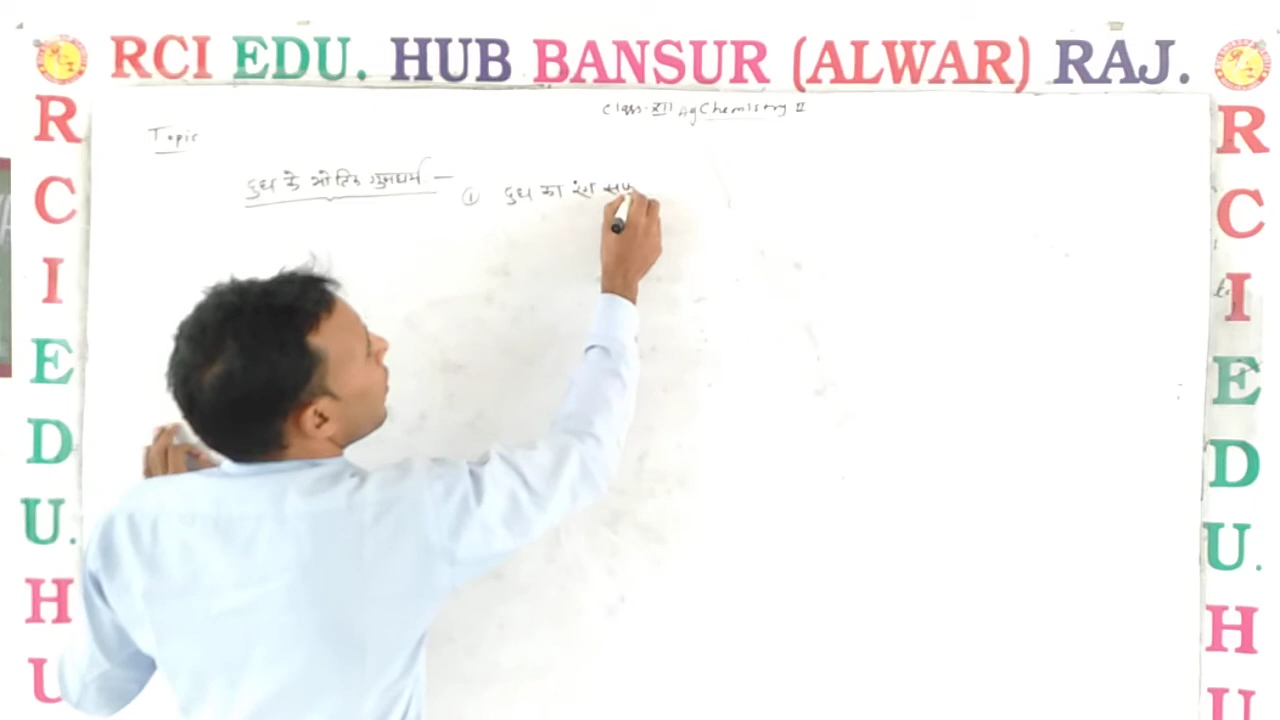 RCI EDU. HUB BANSUR (ALWAR) RAJ.
Class-XII Ag Chemistry II
Topic
दुध के भौतिक गुणधर्म —
① दुध का रंग सफ
R
C
I
E
D
U.
H
U
R
C
I
E
D
U.
H
U